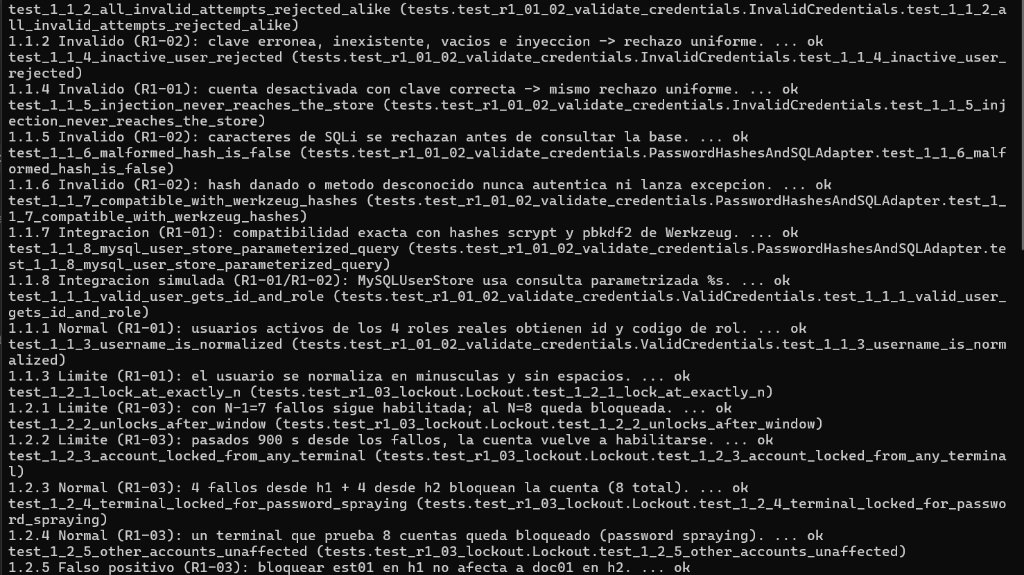 test_1_1_2_all_invalid_attempts_rejected_alike (tests.test_r1_01_02_validate_credentials.InvalidCredentials.test_1_1_2_a
ll_invalid_attempts_rejected_alike)
1.1.2 Invalido (R1-02): clave erronea, inexistente, vacios e inyeccion -> rechazo uniforme. ... ok
test_1_1_4_inactive_user_rejected (tests.test_r1_01_02_validate_credentials.InvalidCredentials.test_1_1_4_inactive_user_
rejected)
1.1.4 Invalido (R1-01): cuenta desactivada con clave correcta -> mismo rechazo uniforme. ... ok
test_1_1_5_injection_never_reaches_the_store (tests.test_r1_01_02_validate_credentials.InvalidCredentials.test_1_1_5_inj
ection_never_reaches_the_store)
1.1.5 Invalido (R1-02): caracteres de SQLi se rechazan antes de consultar la base. ... ok
test_1_1_6_malformed_hash_is_false (tests.test_r1_01_02_validate_credentials.PasswordHashesAndSQLAdapter.test_1_1_6_malf
ormed_hash_is_false)
1.1.6 Invalido (R1-02): hash danado o metodo desconocido nunca autentica ni lanza excepcion. ... ok
test_1_1_7_compatible_with_werkzeug_hashes (tests.test_r1_01_02_validate_credentials.PasswordHashesAndSQLAdapter.test_1_
1_7_compatible_with_werkzeug_hashes)
1.1.7 Integracion (R1-01): compatibilidad exacta con hashes scrypt y pbkdf2 de Werkzeug. ... ok
test_1_1_8_mysql_user_store_parameterized_query (tests.test_r1_01_02_validate_credentials.PasswordHashesAndSQLAdapter.te
st_1_1_8_mysql_user_store_parameterized_query)
1.1.8 Integracion simulada (R1-01/R1-02): MySQLUserStore usa consulta parametrizada %s. ... ok
test_1_1_1_valid_user_gets_id_and_role (tests.test_r1_01_02_validate_credentials.ValidCredentials.test_1_1_1_valid_user_
gets_id_and_role)
1.1.1 Normal (R1-01): usuarios activos de los 4 roles reales obtienen id y codigo de rol. ... ok
test_1_1_3_username_is_normalized (tests.test_r1_01_02_validate_credentials.ValidCredentials.test_1_1_3_username_is_norm
alized)
1.1.3 Limite (R1-01): el usuario se normaliza en minusculas y sin espacios. ... ok
test_1_2_1_lock_at_exactly_n (tests.test_r1_03_lockout.Lockout.test_1_2_1_lock_at_exactly_n)
1.2.1 Limite (R1-03): con N-1=7 fallos sigue habilitada; al N=8 queda bloqueada. ... ok
test_1_2_2_unlocks_after_window (tests.test_r1_03_lockout.Lockout.test_1_2_2_unlocks_after_window)
1.2.2 Limite (R1-03): pasados 900 s desde los fallos, la cuenta vuelve a habilitarse. ... ok
test_1_2_3_account_locked_from_any_terminal (tests.test_r1_03_lockout.Lockout.test_1_2_3_account_locked_from_any_termina
l)
1.2.3 Normal (R1-03): 4 fallos desde h1 + 4 desde h2 bloquean la cuenta (8 total). ... ok
test_1_2_4_terminal_locked_for_password_spraying (tests.test_r1_03_lockout.Lockout.test_1_2_4_terminal_locked_for_passwo
rd_spraying)
1.2.4 Normal (R1-03): un terminal que prueba 8 cuentas queda bloqueado (password spraying). ... ok
test_1_2_5_other_accounts_unaffected (tests.test_r1_03_lockout.Lockout.test_1_2_5_other_accounts_unaffected)
1.2.5 Falso positivo (R1-03): bloquear est01 en h1 no afecta a doc01 en h2. ... ok